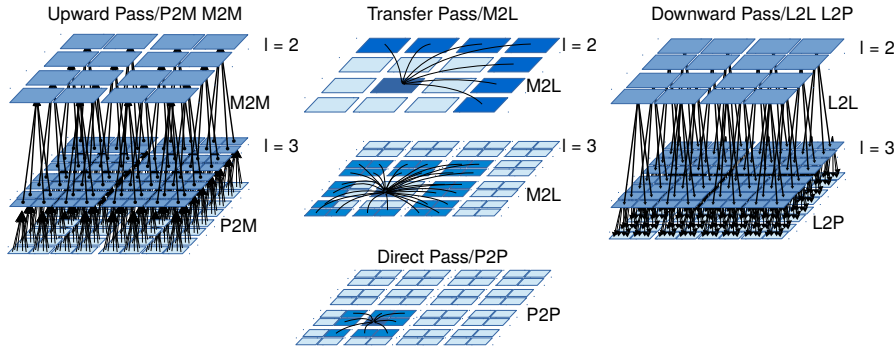 Upward Pass/P2M M2M
l = 2
M2M
l = 3
P2M
Transfer Pass/M2L
l = 2
M2L
l = 3
M2L
Direct Pass/P2P
P2P
Downward Pass/L2L L2P
l = 2
L2L
l = 3
L2P